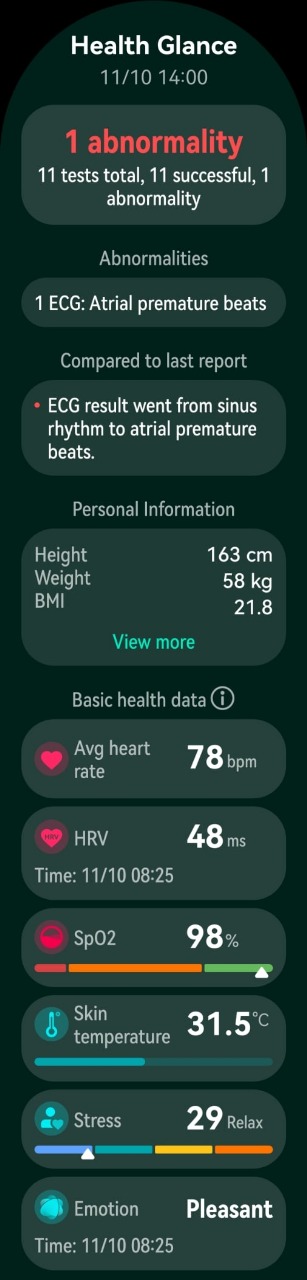 Health Glance
11/10 14:00
1 abnormality
11 tests total, 11 successful, 1
abnormality
Abnormalities
1 ECG: Atrial premature beats
Compared to last report
• ECG result went from sinus
rhythm to atrial premature
beats.
Personal Information
Height 163 cm
Weight 58 kg
BMI 21.8
View more
Basic health data
Avg heart
rate 78 bpm
HRV HRV 48 ms
Time: 11/10 08:25
SpO2 98%
Skin
temperature 31.5°C
Stress 29 Relax
Emotion Pleasant
Time: 11/10 08:25